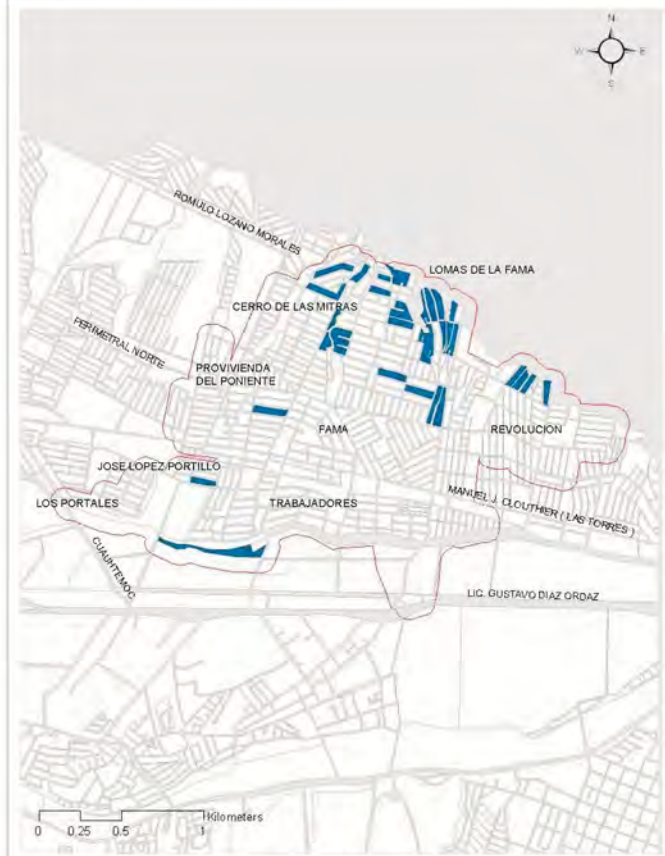 N
W E
S
ROMULO LOZANO MORALES
LOMAS DE LA FAMA
CERRO DE LAS MITRAS
PERIMETRAL NORTE
PROVIVIENDA
DEL PONIENTE
FAMA
REVOLUCION
JOSE LOPEZ PORTILLO
LOS PORTALES
TRABAJADORES
MANUEL J. CLOUTHIER ( LAS TORRES )
CUAUHTEMOC
LIC. GUSTAVO DIAZ ORDAZ
Kilometers
0 0.25 0.5 1